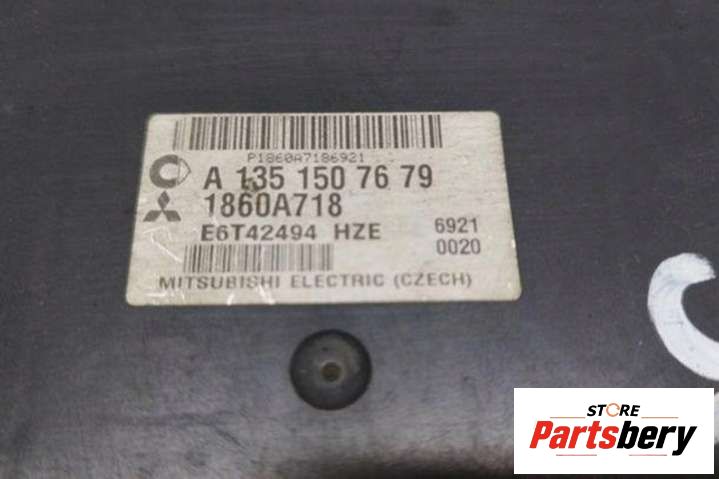 P1860A7186921
A 135 150 76 79
1860A718
E6T42494 HZE 6921
0020
MITSUBISHI ELECTRIC (CZECH)
STORE
Partsbery